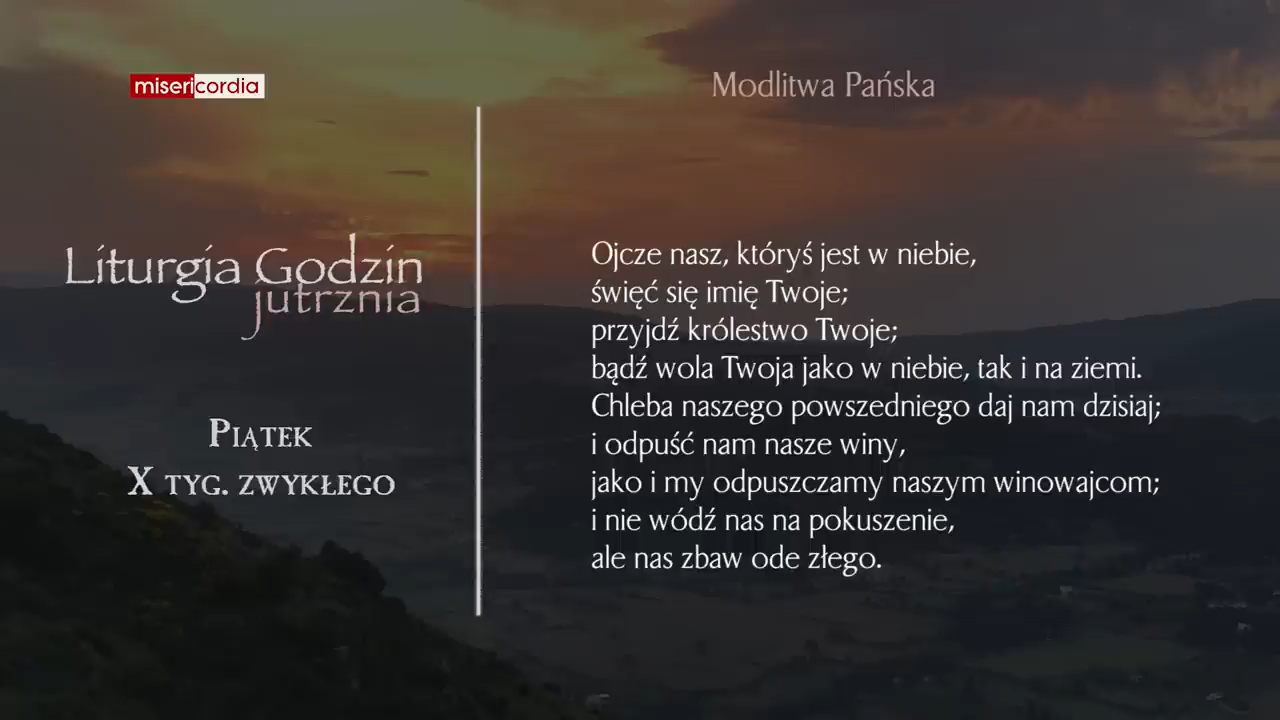 misericordia
Liturgia Godzin
jutrznia
Piątek
X tyg. zwykłego
Modlitwa Pańska
Ojcze nasz, któryś jest w niebie,
święć się imię Twoje;
przyjdź królestwo Twoje;
bądź wola Twoja jako w niebie, tak i na ziemi.
Chleba naszego powszedniego daj nam dzisiaj;
i odpuść nam nasze winy,
jako i my odpuszczamy naszym winowajcom;
i nie wódź nas na pokuszenie,
ale nas zbaw ode złego.